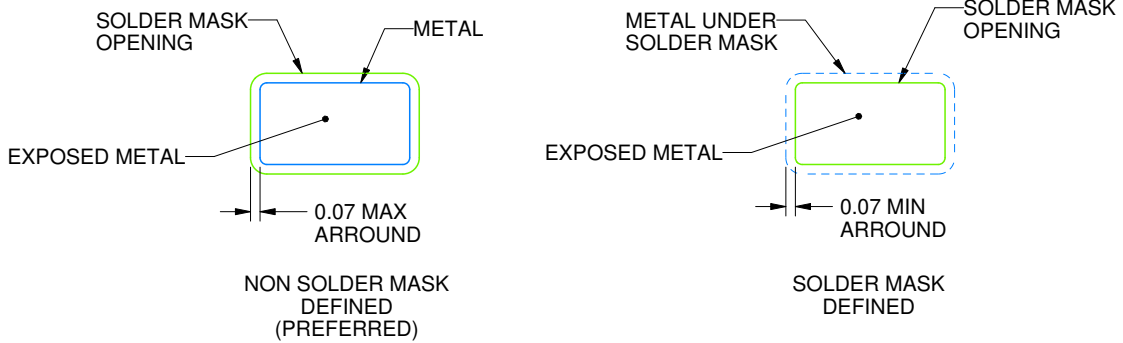 SOLDER MASK
OPENING
METAL
EXPOSED METAL
0.07 MAX
ARROUND
NON SOLDER MASK
DEFINED
(PREFERRED)
METAL UNDER
SOLDER MASK
SOLDER MASK
OPENING
EXPOSED METAL
0.07 MIN
ARROUND
SOLDER MASK
DEFINED